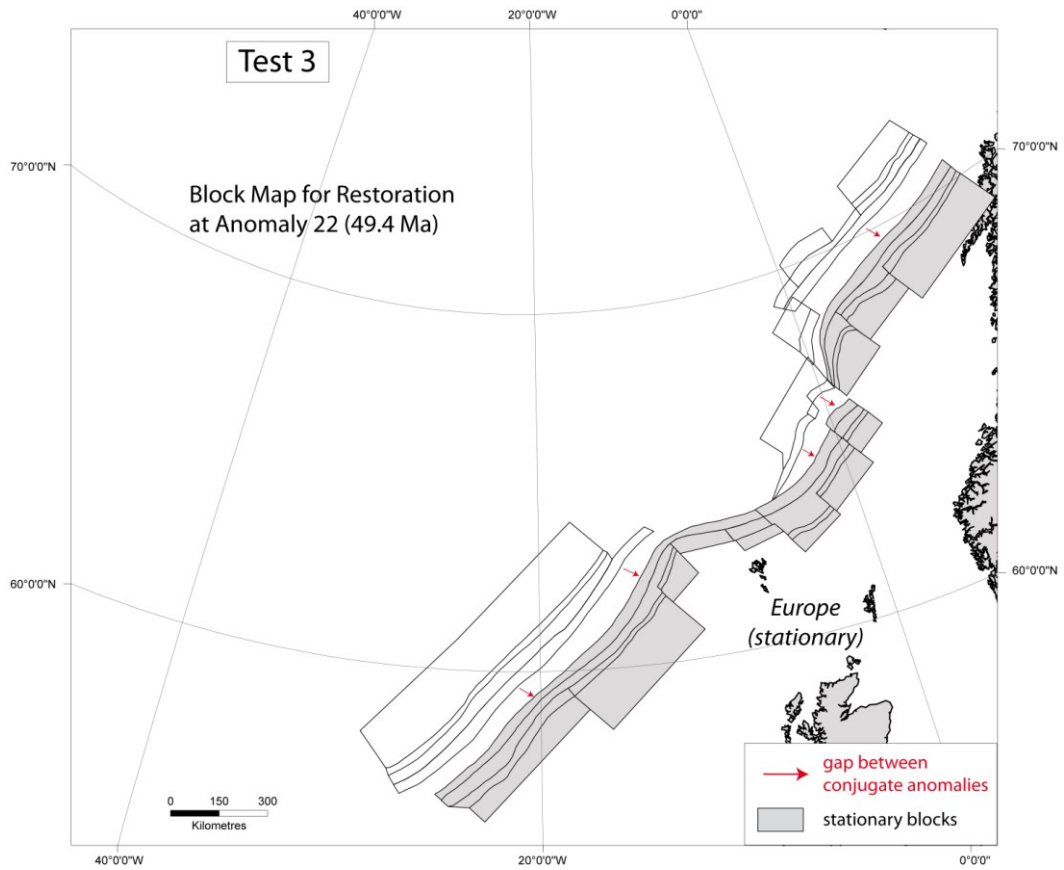 40°0'0"W
20°0'0"W
0°0'0"
Test 3
70°0'0"N
70°0'0"N
Block Map for Restoration
at Anomaly 22 (49.4 Ma)
60°0'0"N
60°0'0"N
Europe
(stationary)
gap between
conjugate anomalies
stationary blocks
0 150 300
Kilometres
40°0'0"W
20°0'0"W
0°0'0"